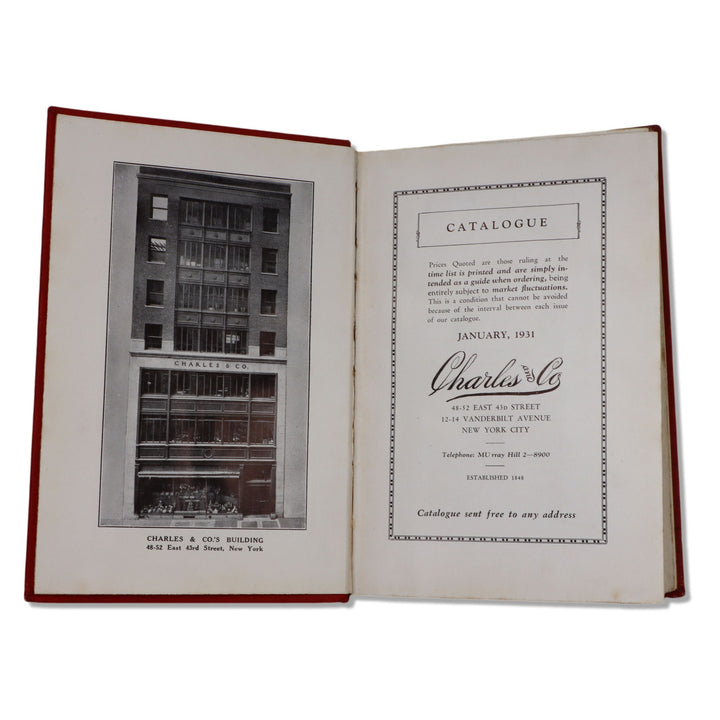 CHARLES & CO.
CHARLES & CO.'S BUILDING
48-52 East 43rd Street, New York
CATALOGUE
Prices Quoted are those ruling at the
time list is printed and are simply in-
tended as a guide when ordering, being
entirely subject to market fluctuations.
This is a condition that cannot be avoided
because of the interval between each issue
of our catalogue.
JANUARY, 1931
Charles and Co
48-52 EAST 43D STREET
12-14 VANDERBILT AVENUE
NEW YORK CITY
Telephone: MUrray Hill 2-8900
ESTABLISHED 1848
Catalogue sent free to any address